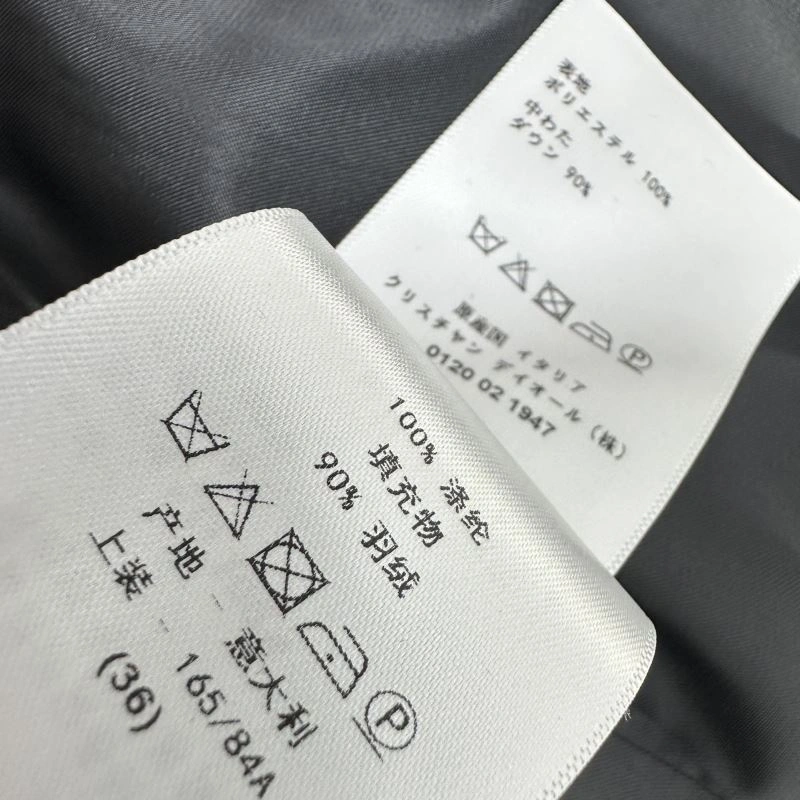 表地
ポリエステル 100%
中わた
ダウン 90%
原産国 イタリア
クリスチャン ディオール（株）
0120 02 1947
100% 涤纶
填充物
90% 羽绒
P
产地 - 意大利
上装 - 165/84A
(36)
P